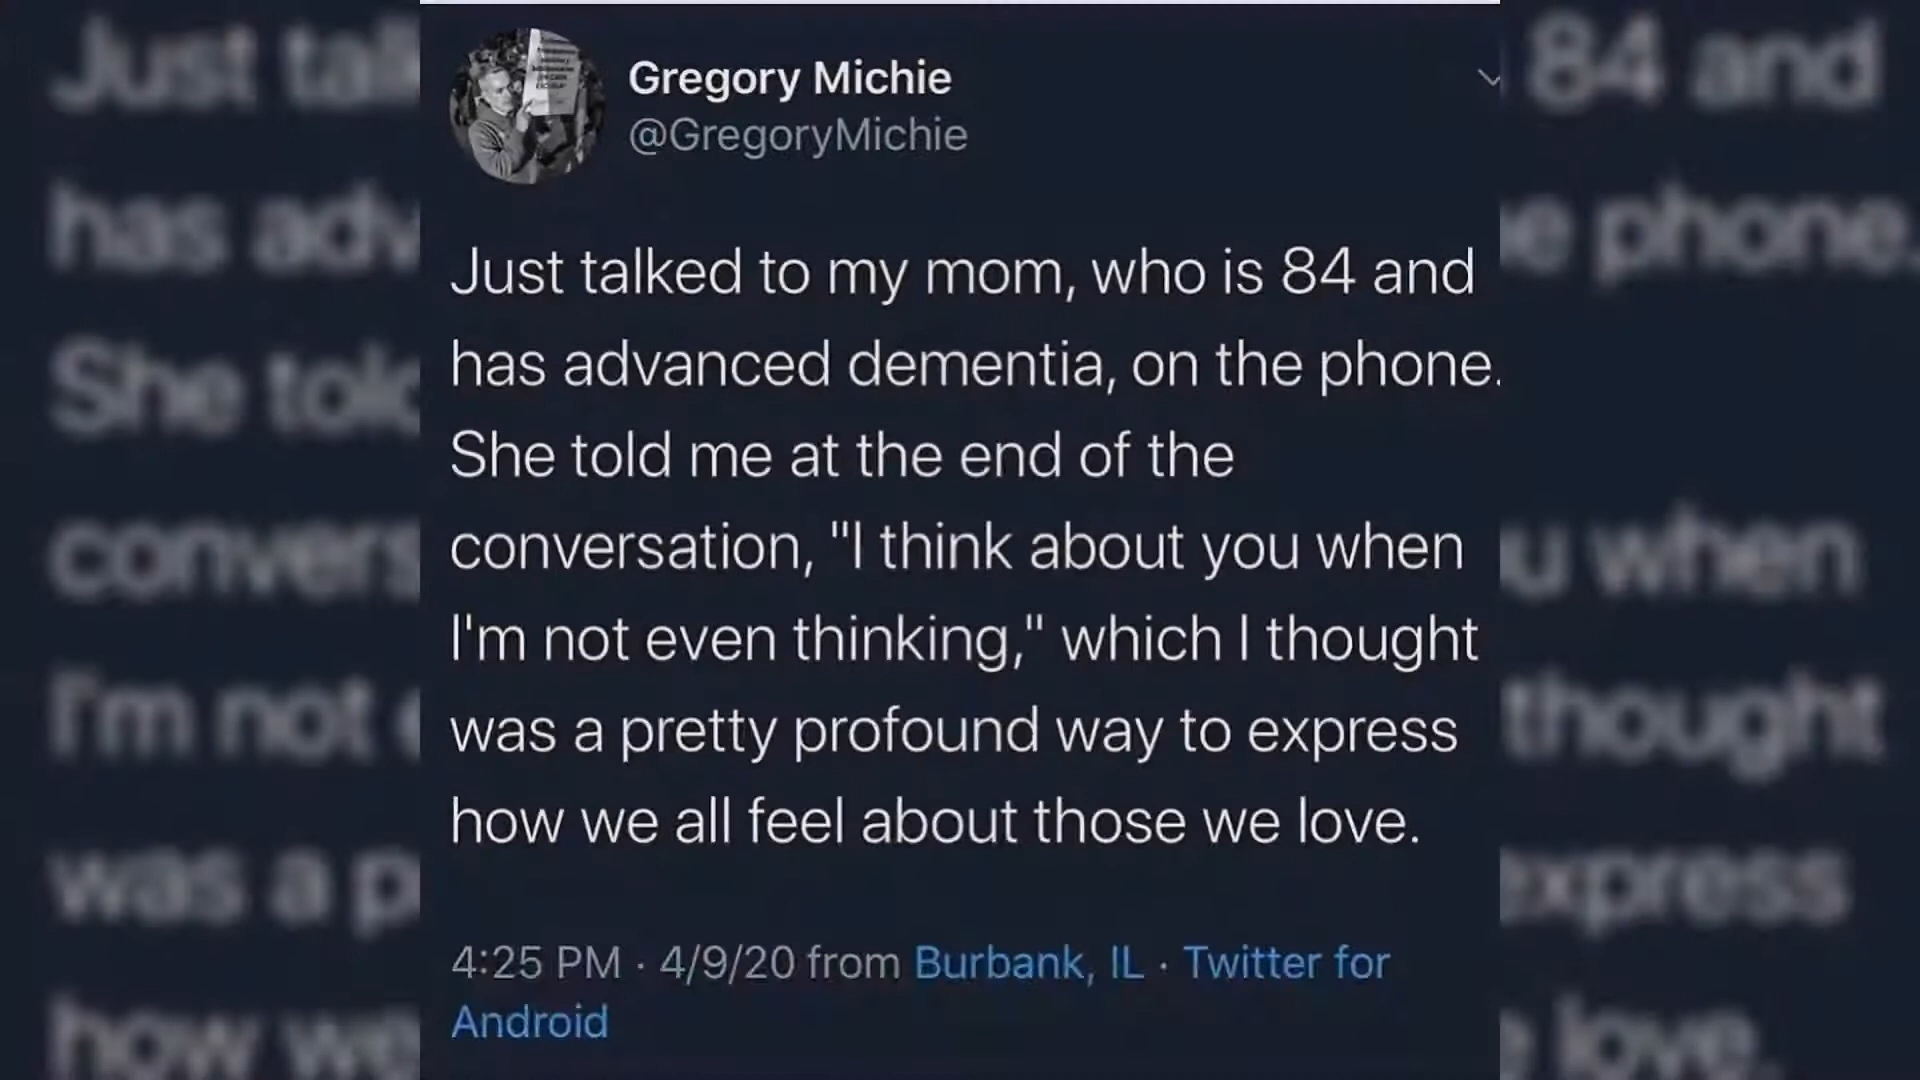 Gregory Michie
@GregoryMichie
Just talked to my mom, who is 84 and
has advanced dementia, on the phone.
She told me at the end of the
conversation, "I think about you when
I'm not even thinking," which I thought
was a pretty profound way to express
how we all feel about those we love.
4:25 PM · 4/9/20 from Burbank, IL · Twitter for
Android